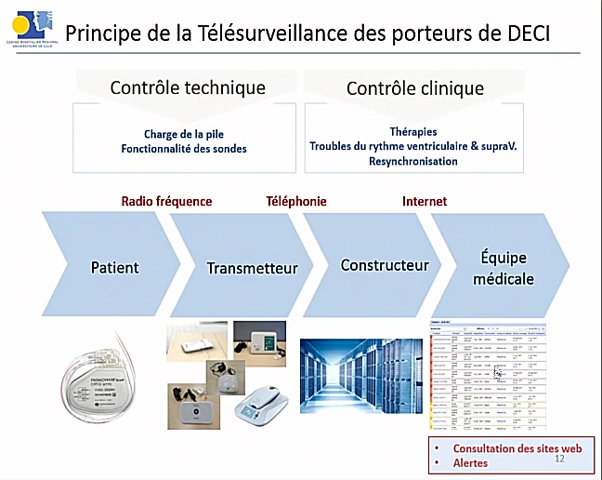 Principe de la Télésurveillance des porteurs de DECI
Contrôle technique
Contrôle clinique
Charge de la pile
Fonctionnalité des sondes
Thérapies
Troubles du rythme ventriculaire & supraV.
Resynchronisation
Radio fréquence
Téléphonie
Internet
Patient
Transmetteur
Constructeur
Équipe
médicale
• Consultation des sites web
• Alertes
12